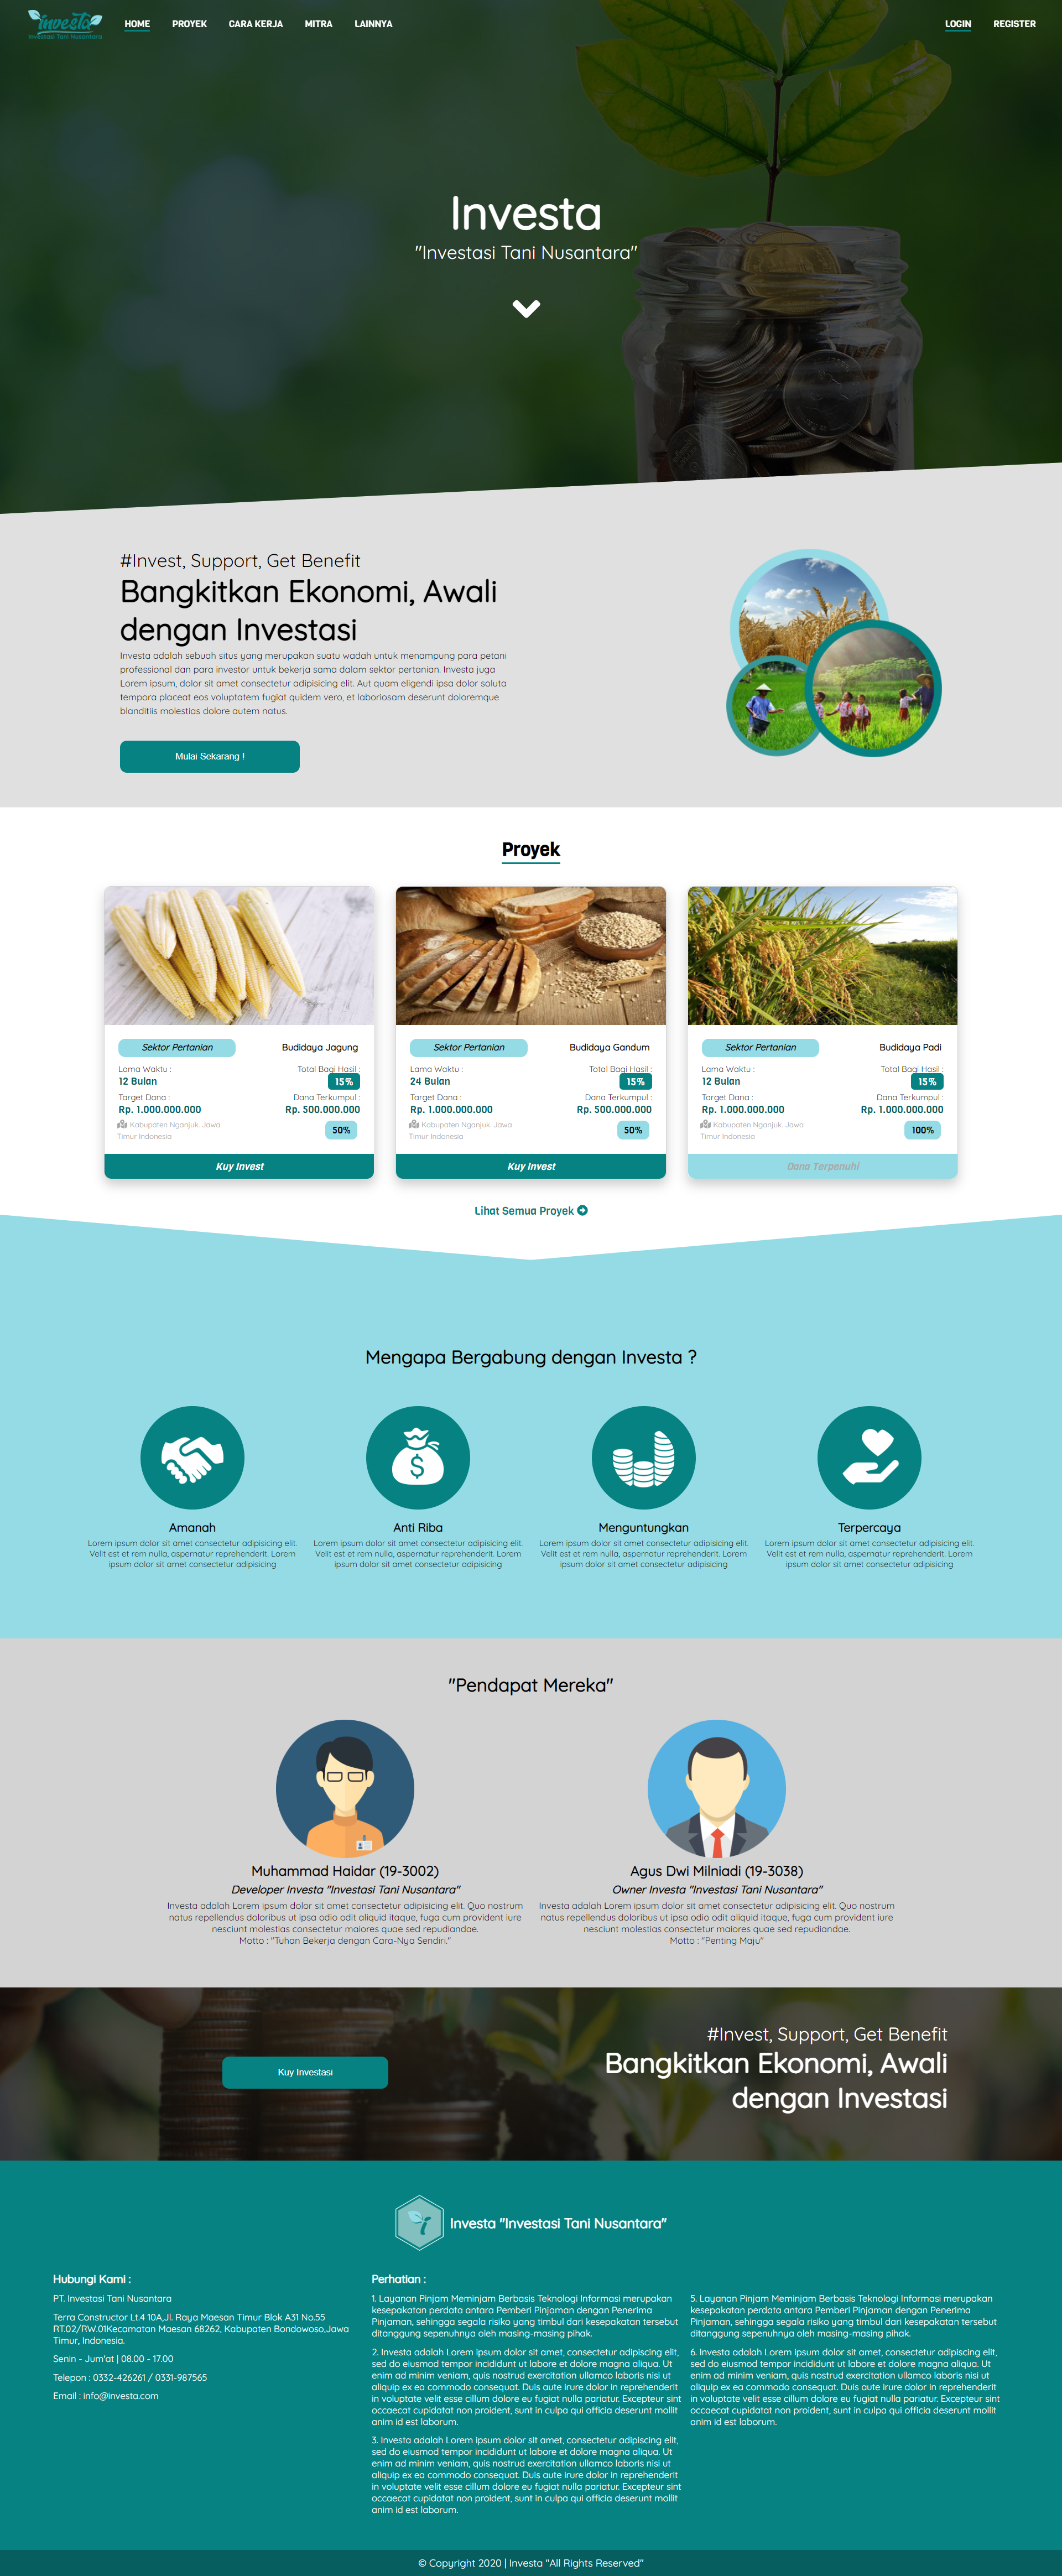 investa
Investasi Tani Nusantara
HOME PROYEK CARA KERJA MITRA LAINNYA LOGIN REGISTER
Investa
"Investasi Tani Nusantara"
#Invest, Support, Get Benefit
Bangkitkan Ekonomi, Awali
dengan Investasi
Investa adalah sebuah situs yang merupakan suatu wadah untuk menampung para petani
professional dan para investor untuk bekerja sama dalam sektor pertanian. Investa juga
Lorem ipsum, dolor sit amet consectetur adipisicing elit. Aut quam eligendi ipsa dolor soluta
tempora placeat eos voluptatem fugiat quidem vero, et laboriosam deserunt doloremque
blanditiis molestias dolore autem natus.
Mulai Sekarang !
Proyek
Sektor Pertanian Budidaya Jagung
Lama Waktu : Total Bagi Hasil :
12 Bulan 15%
Target Dana : Dana Terkumpul :
Rp. 1.000.000.000 Rp. 500.000.000
Kabupaten Nganjuk. Jawa
Timur Indonesia
50%
Kuy Invest
Sektor Pertanian Budidaya Gandum
Lama Waktu : Total Bagi Hasil :
24 Bulan 15%
Target Dana : Dana Terkumpul :
Rp. 1.000.000.000 Rp. 500.000.000
Kabupaten Nganjuk. Jawa
Timur Indonesia
50%
Kuy Invest
Sektor Pertanian Budidaya Padi
Lama Waktu : Total Bagi Hasil :
12 Bulan 15%
Target Dana : Dana Terkumpul :
Rp. 1.000.000.000 Rp. 1.000.000.000
Kabupaten Nganjuk. Jawa
Timur Indonesia
100%
Dana Terpenuhi
Lihat Semua Proyek
Mengapa Bergabung dengan Investa ?
Amanah
Lorem ipsum dolor sit amet consectetur adipisicing elit.
Velit est et rem nulla, aspernatur reprehenderit. Lorem
ipsum dolor sit amet consectetur adipisicing
Anti Riba
Lorem ipsum dolor sit amet consectetur adipisicing elit.
Velit est et rem nulla, aspernatur reprehenderit. Lorem
ipsum dolor sit amet consectetur adipisicing
Menguntungkan
Lorem ipsum dolor sit amet consectetur adipisicing elit.
Velit est et rem nulla, aspernatur reprehenderit. Lorem
ipsum dolor sit amet consectetur adipisicing
Terpercaya
Lorem ipsum dolor sit amet consectetur adipisicing elit.
Velit est et rem nulla, aspernatur reprehenderit. Lorem
ipsum dolor sit amet consectetur adipisicing
"Pendapat Mereka"
Muhammad Haidar (19-3002)
Developer Investa "Investasi Tani Nusantara"
Investa adalah Lorem ipsum dolor sit amet consectetur adipisicing elit. Quo nostrum
natus repellendus doloribus ut ipsa odio odit aliquid itaque, fuga cum provident iure
nesciunt molestias consectetur maiores quae sed repudiandae.
Motto : "Tuhan Bekerja dengan Cara-Nya Sendiri."
Agus Dwi Milniadi (19-3038)
Owner Investa "Investasi Tani Nusantara"
Investa adalah Lorem ipsum dolor sit amet consectetur adipisicing elit. Quo nostrum
natus repellendus doloribus ut ipsa odio odit aliquid itaque, fuga cum provident iure
nesciunt molestias consectetur maiores quae sed repudiandae.
Motto : "Penting Maju"
Kuy Investasi
#Invest, Support, Get Benefit
Bangkitkan Ekonomi, Awali
dengan Investasi
Investa "Investasi Tani Nusantara"
Hubungi Kami :
PT. Investasi Tani Nusantara
Terra Constructor Lt.4 10A,Jl. Raya Maesan Timur Blok A31 No.55
RT.02/RW.01Kecamatan Maesan 68262, Kabupaten Bondowoso,Jawa
Timur, Indonesia.
Senin - Jum'at | 08.00 - 17.00
Telepon : 0332-426261 / 0331-987565
Email : info@investa.com
Perhatian :
1. Layanan Pinjam Meminjam Berbasis Teknologi Informasi merupakan
kesepakatan perdata antara Pemberi Pinjaman dengan Penerima
Pinjaman, sehingga segala risiko yang timbul dari kesepakatan tersebut
ditanggung sepenuhnya oleh masing-masing pihak.
2. Investa adalah Lorem ipsum dolor sit amet, consectetur adipiscing elit,
sed do eiusmod tempor incididunt ut labore et dolore magna aliqua. Ut
enim ad minim veniam, quis nostrud exercitation ullamco laboris nisi ut
aliquip ex ea commodo consequat. Duis aute irure dolor in reprehenderit
in voluptate velit esse cillum dolore eu fugiat nulla pariatur. Excepteur sint
occaecat cupidatat non proident, sunt in culpa qui officia deserunt mollit
anim id est laborum.
3. Investa adalah Lorem ipsum dolor sit amet, consectetur adipiscing elit,
sed do eiusmod tempor incididunt ut labore et dolore magna aliqua. Ut
enim ad minim veniam, quis nostrud exercitation ullamco laboris nisi ut
aliquip ex ea commodo consequat. Duis aute irure dolor in reprehenderit
in voluptate velit esse cillum dolore eu fugiat nulla pariatur. Excepteur sint
occaecat cupidatat non proident, sunt in culpa qui officia deserunt mollit
anim id est laborum.
5. Layanan Pinjam Meminjam Berbasis Teknologi Informasi merupakan
kesepakatan perdata antara Pemberi Pinjaman dengan Penerima
Pinjaman, sehingga segala risiko yang timbul dari kesepakatan tersebut
ditanggung sepenuhnya oleh masing-masing pihak.
6. Investa adalah Lorem ipsum dolor sit amet, consectetur adipiscing elit,
sed do eiusmod tempor incididunt ut labore et dolore magna aliqua. Ut
enim ad minim veniam, quis nostrud exercitation ullamco laboris nisi ut
aliquip ex ea commodo consequat. Duis aute irure dolor in reprehenderit
in voluptate velit esse cillum dolore eu fugiat nulla pariatur. Excepteur sint
occaecat cupidatat non proident, sunt in culpa qui officia deserunt mollit
anim id est laborum.
© Copyright 2020 | Investa "All Rights Reserved"